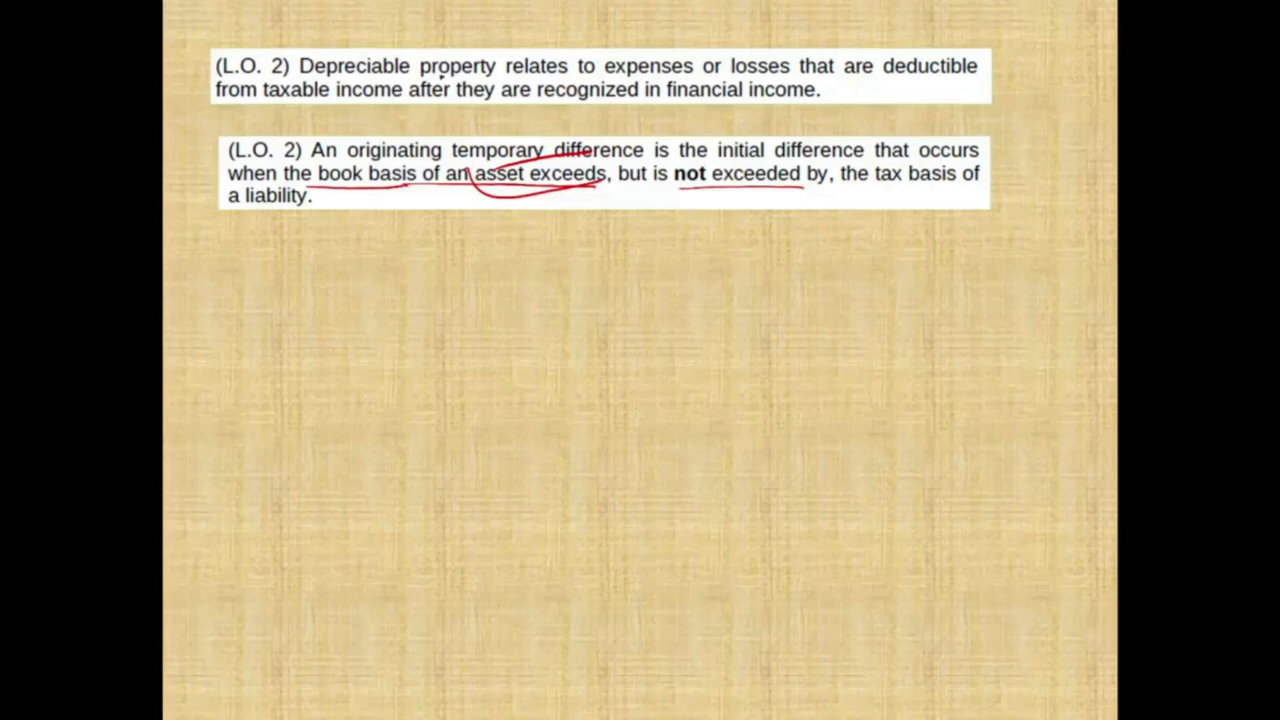 (L.O. 2) Depreciable property relates to expenses or losses that are deductible
from taxable income after they are recognized in financial income.
(L.O. 2) An originating temporary difference is the initial difference that occurs
when the book basis of an asset exceeds, but is not exceeded by, the tax basis of
a liability.